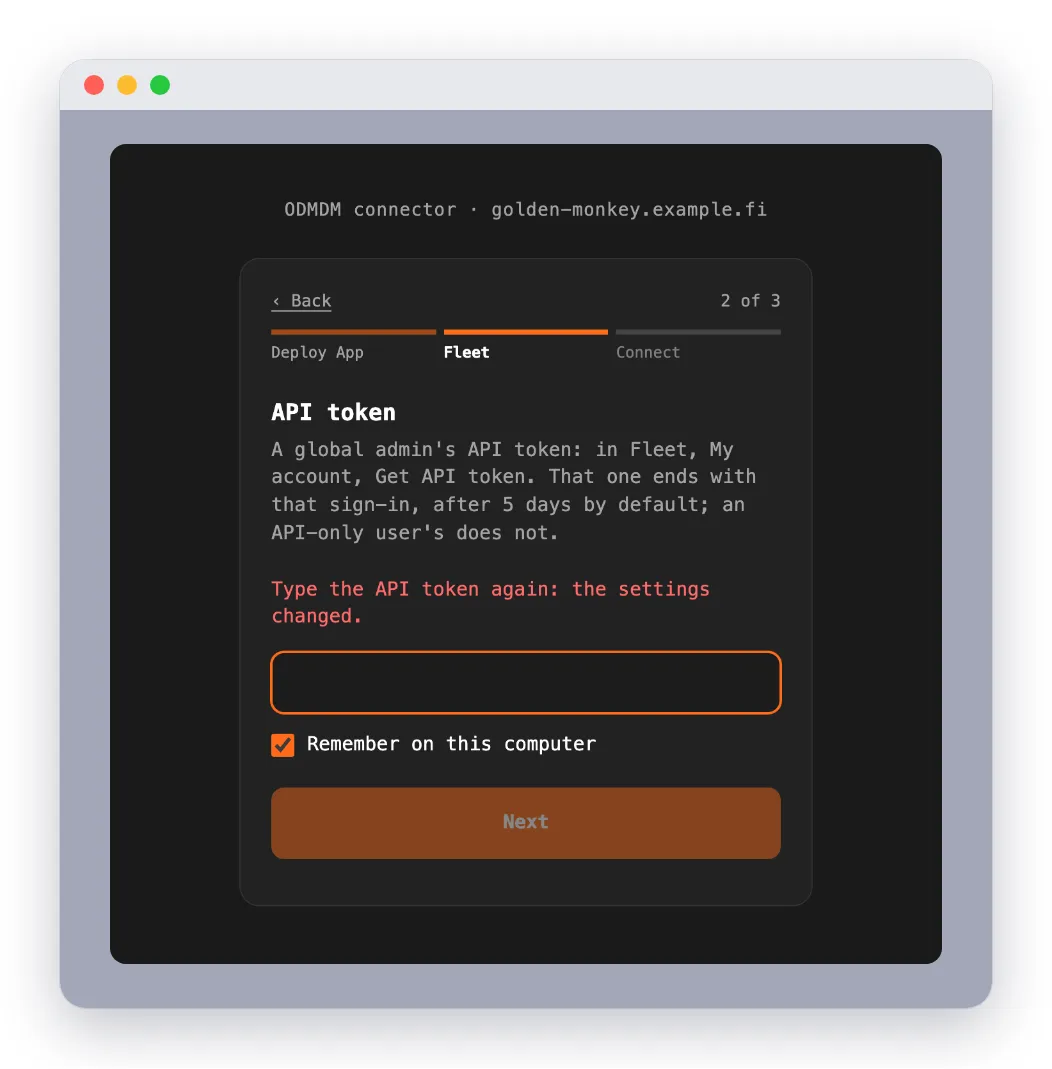 ODMDM connector · golden-monkey.example.fi
‹ Back
2 of 3
Deploy App
Fleet
Connect
API token
A global admin's API token: in Fleet, My
account, Get API token. That one ends with
that sign-in, after 5 days by default; an
API-only user's does not.
Type the API token again: the settings
changed.
Remember on this computer
Next